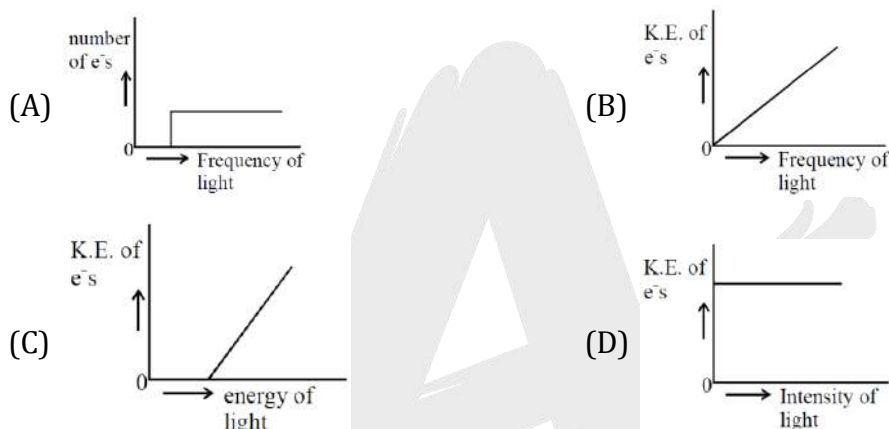 (A)
number
of e⁻s
0
Frequency of
light
(B)
K.E. of
e⁻s
0
Frequency of
light
(C)
K.E. of
e⁻s
0
energy of
light
(D)
K.E. of
e⁻s
0
Intensity of
light